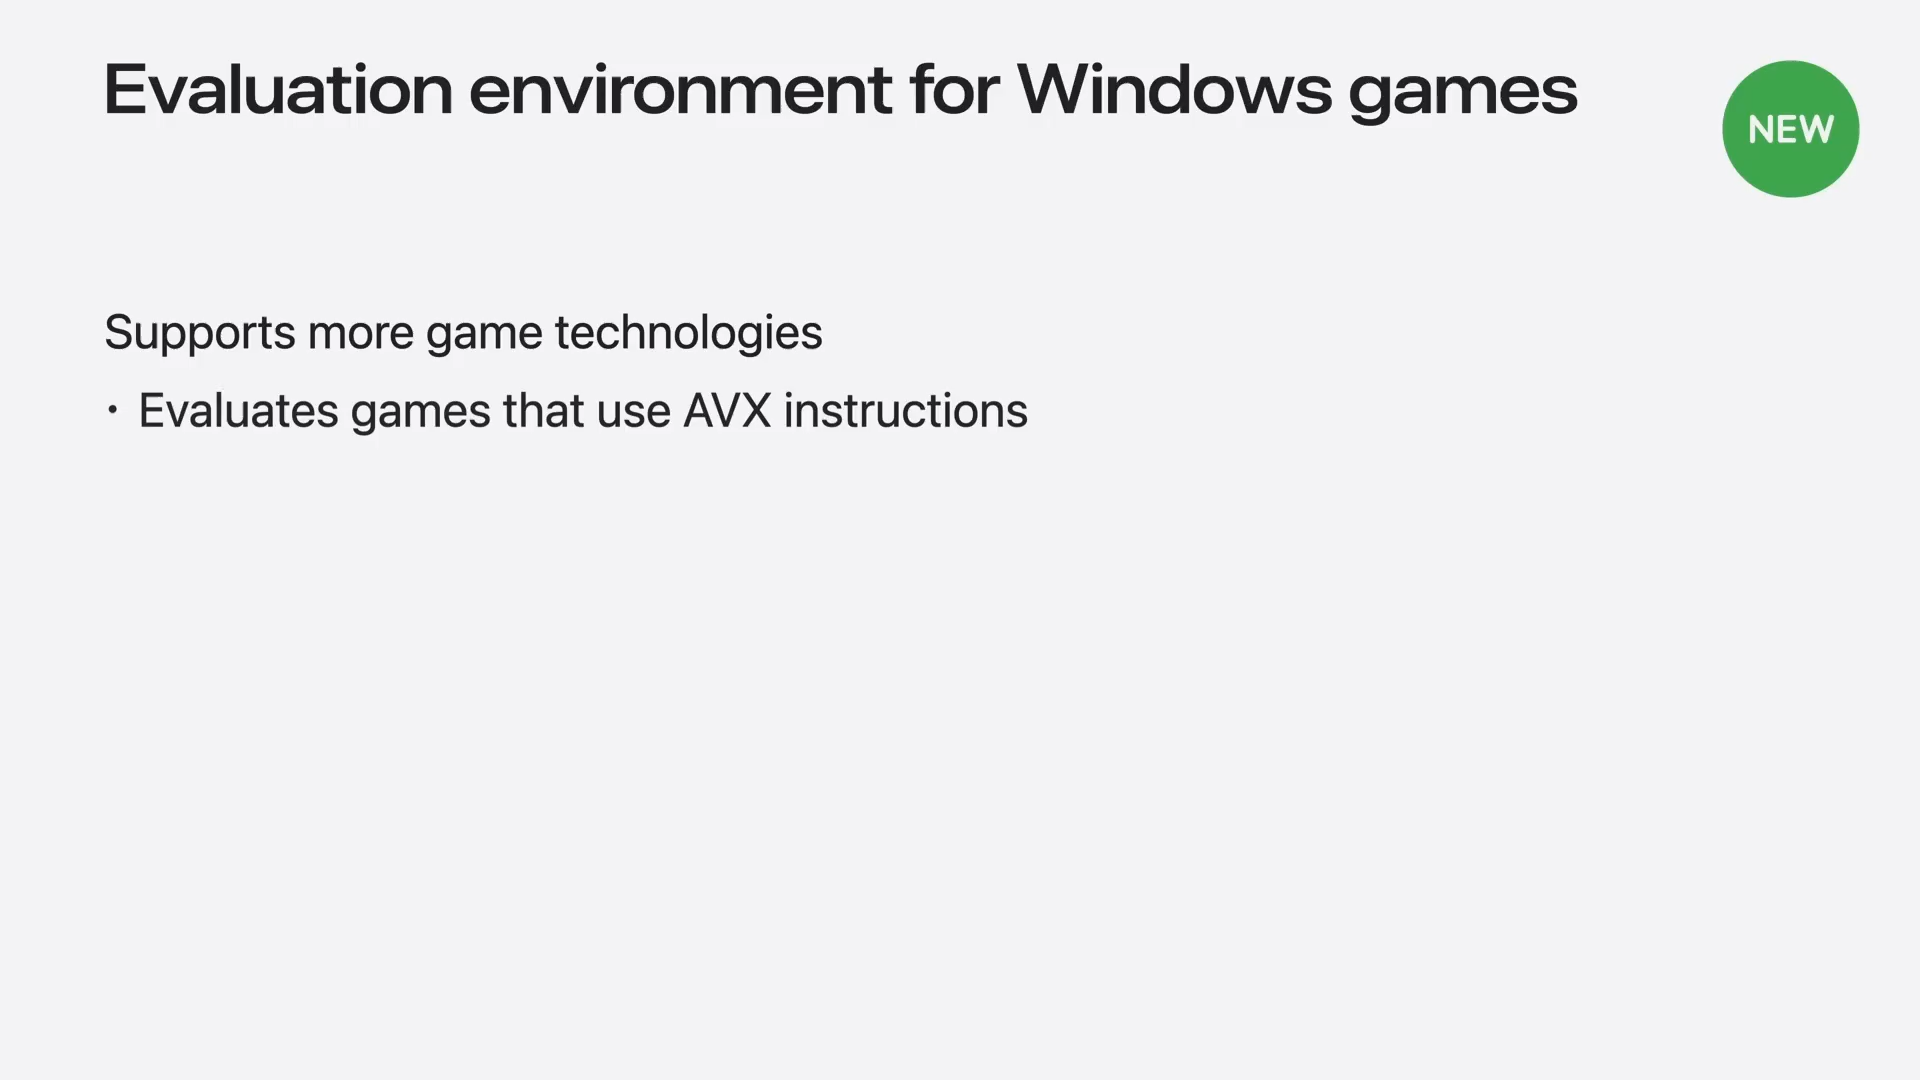 Evaluation environment for Windows games
NEW
Supports more game technologies
• Evaluates games that use AVX instructions